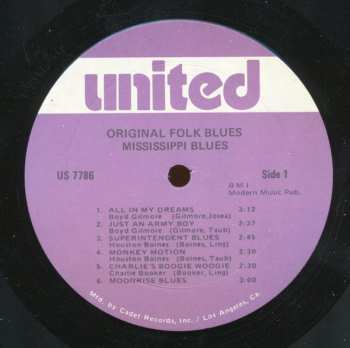 united
ORIGINAL FOLK BLUES
MISSISSIPPI BLUES
US 7786
Side 1
BMI
Modern Music Pub.
1. ALL IN MY DREAMS 3:12
Boyd Gilmore (Gilmore, Josea)
2. JUST AN ARMY BOY 2:37
Boyd Gilmore (Gilmore, Taub)
3. SUPERINTENDENT BLUES 2:45
Houston Baines (Baines, Ling)
4. MONKEY MOTION 2:30
Houston Baines (Baines, Taub)
5. CHARLIE'S BOOGIE WOOGIE 2:30
Charlie Booker (Booker, Ling)
6. MOONRISE BLUES 3:00
Mfd. by Cadet Records, Inc. / Los Angeles, Ca.